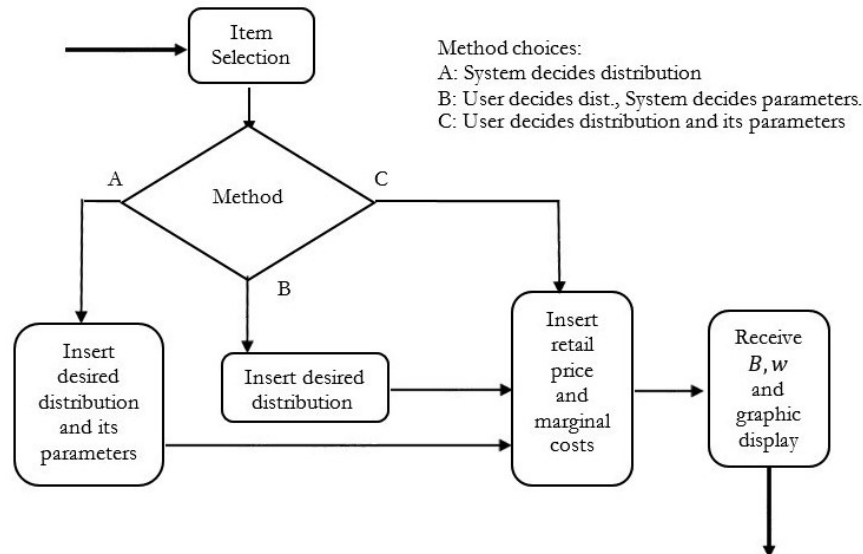 Item
Selection
Method choices:
A: System decides distribution
B: User decides dist., System decides parameters.
C: User decides distribution and its parameters
A
C
Method
B
Insert
desired
distribution
and its
parameters
Insert desired
distribution
Insert
retail
price
and
marginal
costs
Receive
B, w
and
graphic
display